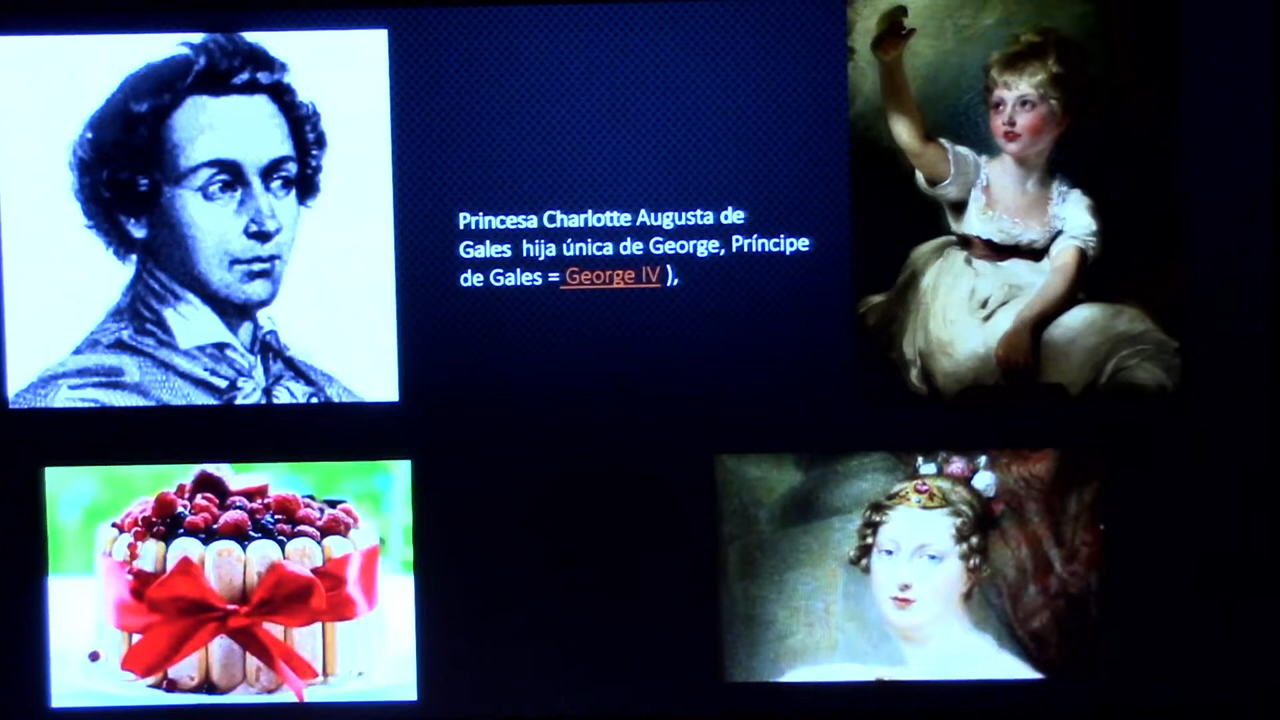 Princesa Charlotte Augusta de
Gales hija única de George, Príncipe
de Gales = George IV ),